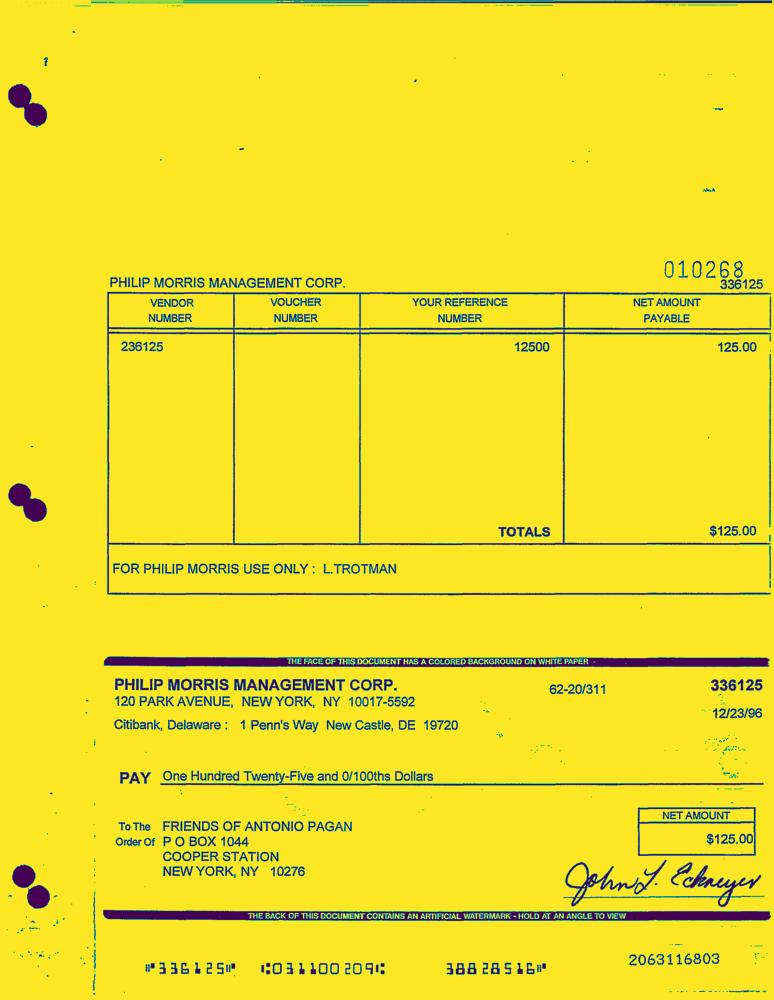 010268
336125
PHILIP MORRIS MANAGEMENT CORP.
VENDOR NUMBER VOUCHER NUMBER YOUR REFERENCE NUMBER NET AMOUNT PAYABLE
236125 12500 125.00
TOTALS $125.00
FOR PHILIP MORRIS USE ONLY : L.TROTMAN
THE FACE OF THIS DOCUMENT HAS A COLORED BACKGROUND ON WHITE PAPER
PHILIP MORRIS MANAGEMENT CORP. 62-20/311 336125
120 PARK AVENUE, NEW YORK, NY 10017-5592
12/23/96
Citibank, Delaware : 1 Penn's Way New Castle, DE 19720
PAY One Hundred Twenty-Five and 0/100ths Dollars
NET AMOUNT
To The FRIENDS OF ANTONIO PAGAN
$125.00
Order Of P O BOX 1044
COOPER STATION
NEW YORK, NY 10276
John L. Eckmeyer
THE BACK OF THIS DOCUMENT CONTAINS AN ARTIFICIAL WATERMARK - HOLD AT AN ANGLE TO VIEW
2063116803
⑈336125⑈ ⑆031100209⑆ 38828516⑈